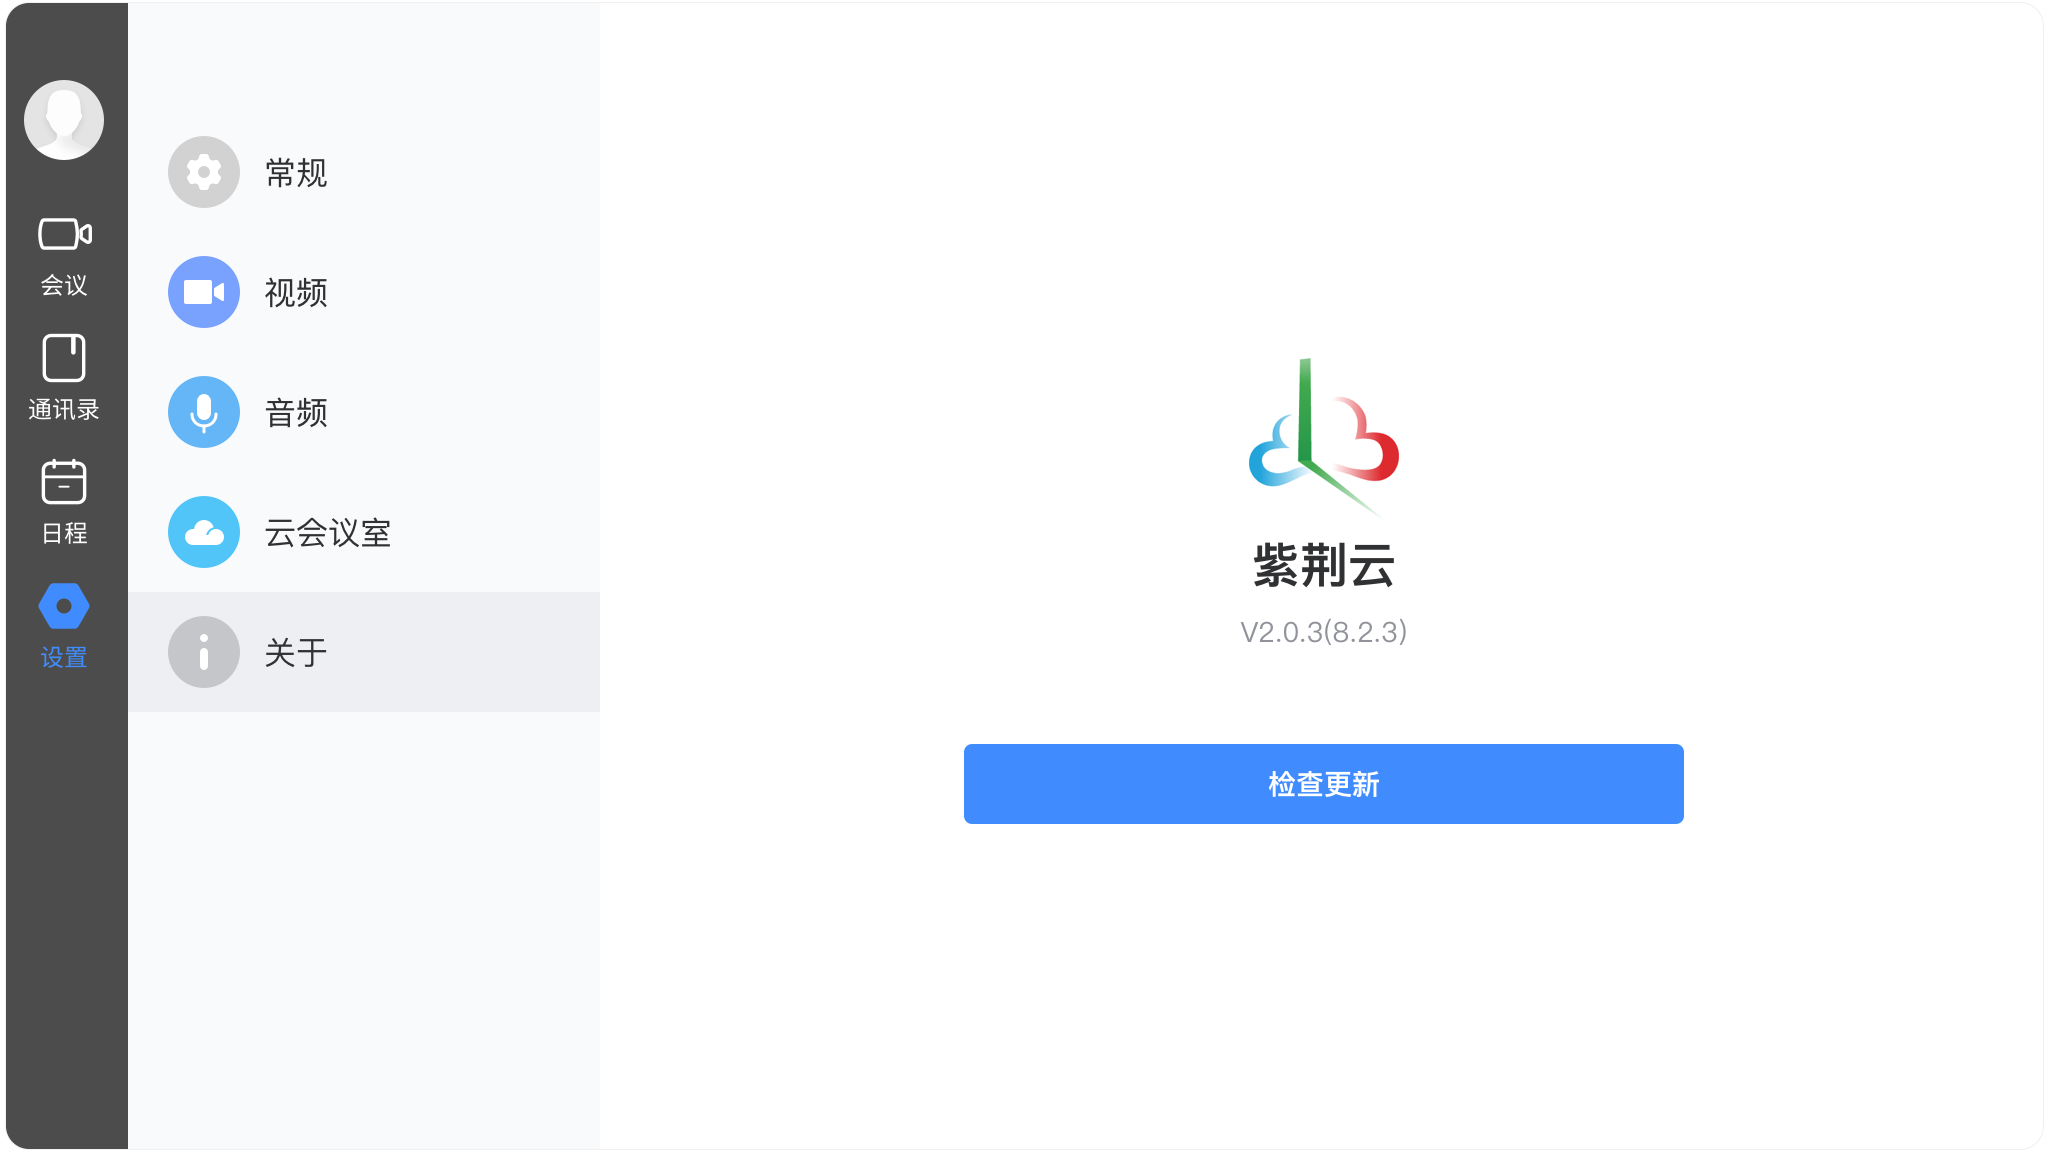 会议
通讯录
日程
设置
常规
视频
音频
云会议室
关于
紫荆云
V2.0.3(8.2.3)
检查更新